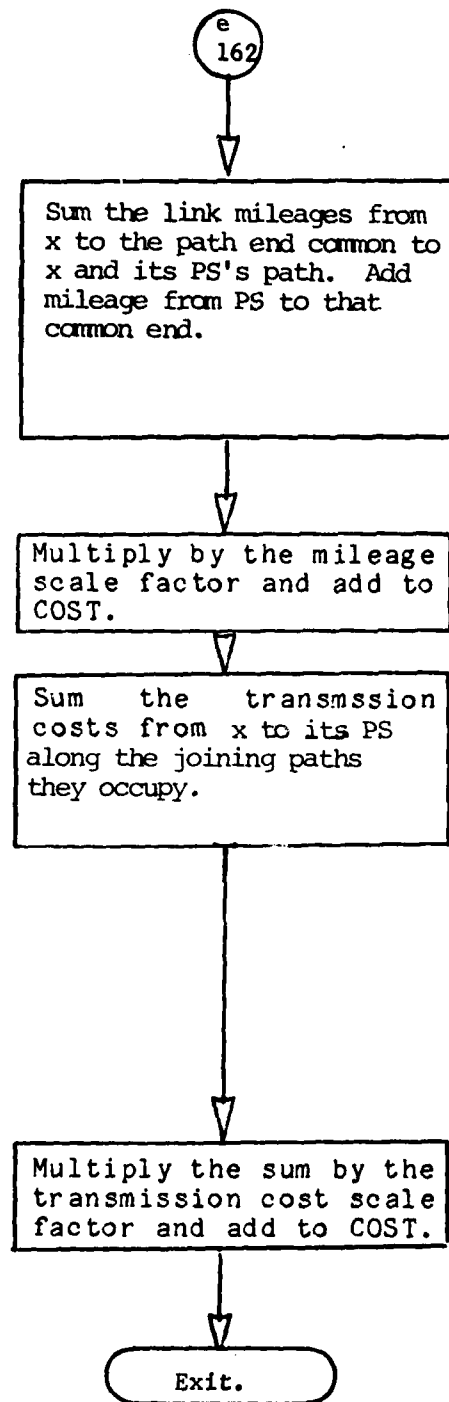 e
162
Sum the link mileages from
x to the path end common to
x and its PS's path. Add
mileage from PS to that
common end.
Multiply by the mileage
scale factor and add to
COST.
Sum the transmssion
costs from x to its PS
along the joining paths
they occupy.
Multiply the sum by the
transmission cost scale
factor and add to COST.
Exit.